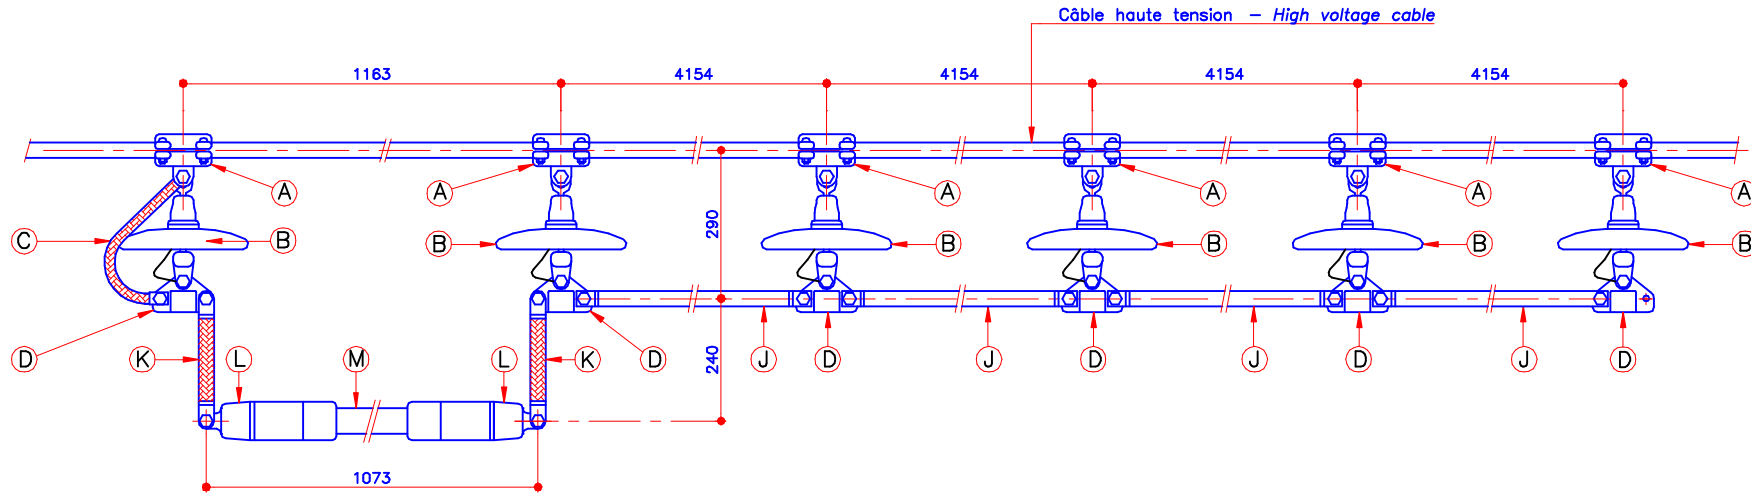 Câble haute tension – High voltage cable
1163 4154 4154 4154 4154
A A A A A A
C B B B B B B
290
D K L M L K D J D J D J D J D
240
1073